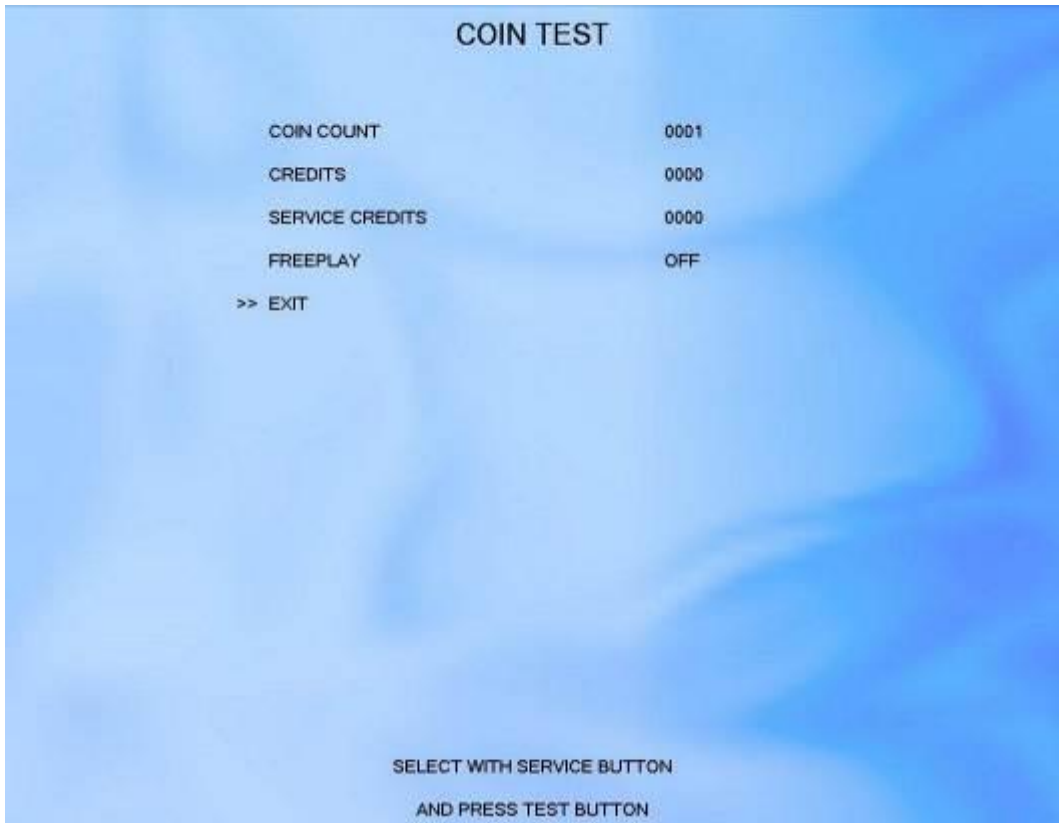 COIN TEST
COIN COUNT 0001
CREDITS 0000
SERVICE CREDITS 0000
FREEPLAY OFF
>> EXIT
SELECT WITH SERVICE BUTTON
AND PRESS TEST BUTTON